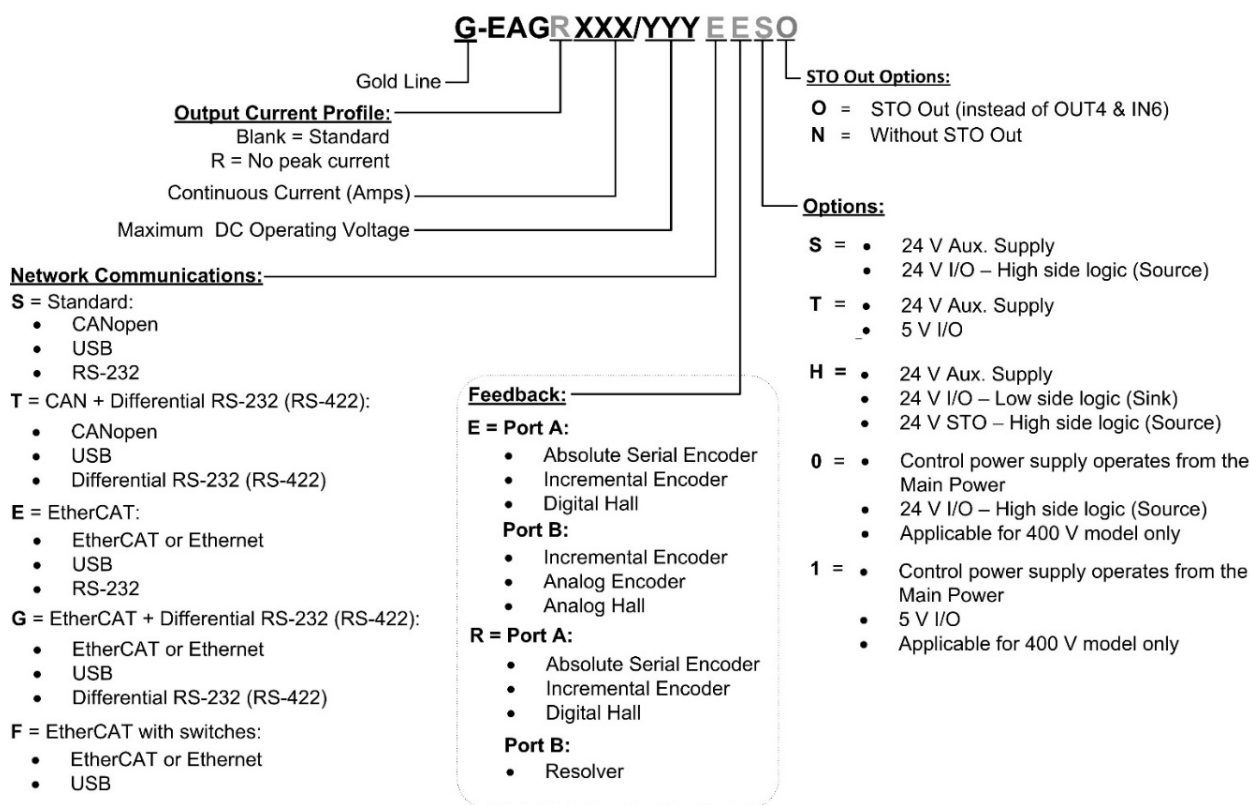 G-EAGRXXX/YYY E E S O
Gold Line
Output Current Profile:
Blank = Standard
R = No peak current
Continuous Current (Amps)
Maximum DC Operating Voltage
Network Communications:
S = Standard:
• CANopen
• USB
• RS-232
T = CAN + Differential RS-232 (RS-422):
• CANopen
• USB
• Differential RS-232 (RS-422)
E = EtherCAT:
• EtherCAT or Ethernet
• USB
• RS-232
G = EtherCAT + Differential RS-232 (RS-422):
• EtherCAT or Ethernet
• USB
• Differential RS-232 (RS-422)
F = EtherCAT with switches:
• EtherCAT or Ethernet
• USB
Feedback:
E = Port A:
• Absolute Serial Encoder
• Incremental Encoder
• Digital Hall
Port B:
• Incremental Encoder
• Analog Encoder
• Analog Hall
R = Port A:
• Absolute Serial Encoder
• Incremental Encoder
• Digital Hall
Port B:
• Resolver
STO Out Options:
O = STO Out (instead of OUT4 & IN6)
N = Without STO Out
Options:
S = • 24 V Aux. Supply
• 24 V I/O – High side logic (Source)
T = • 24 V Aux. Supply
• 5 V I/O
H = • 24 V Aux. Supply
• 24 V I/O – Low side logic (Sink)
• 24 V STO – High side logic (Source)
0 = • Control power supply operates from the
Main Power
• 24 V I/O – High side logic (Source)
• Applicable for 400 V model only
1 = • Control power supply operates from the
Main Power
• 5 V I/O
• Applicable for 400 V model only